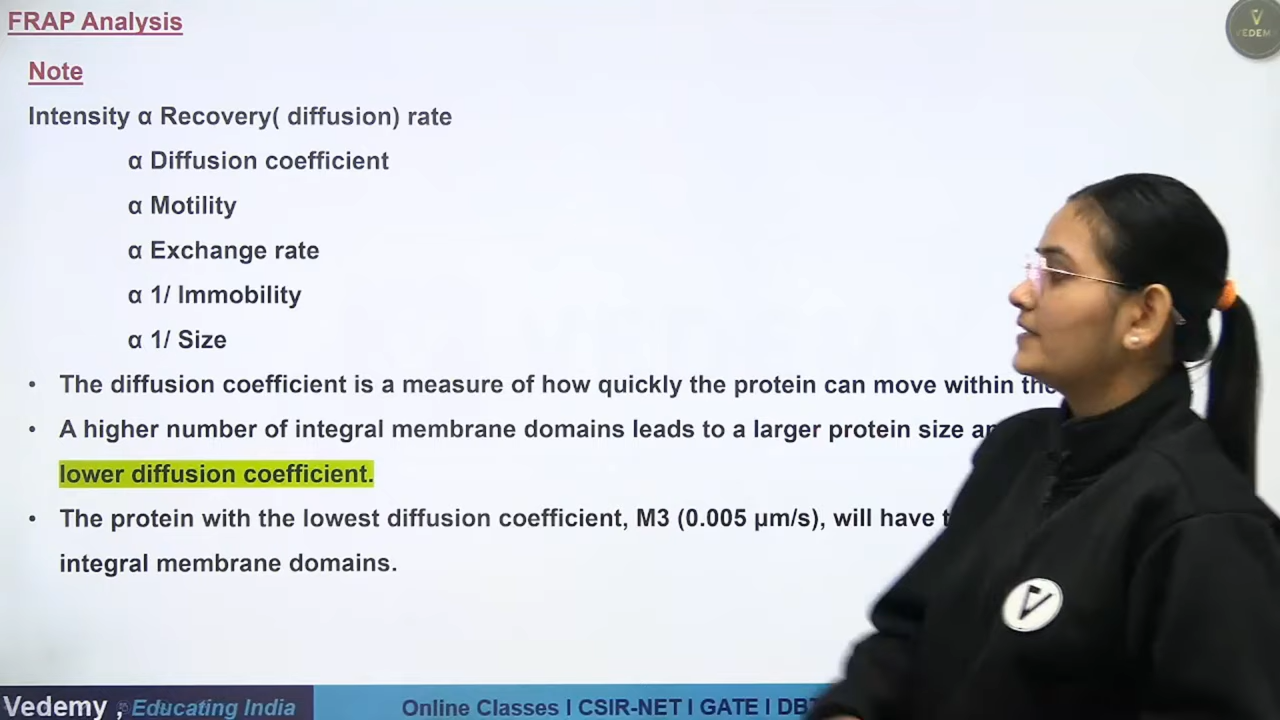 FRAP Analysis
VEDEM
Note
Intensity α Recovery( diffusion) rate
α Diffusion coefficient
α Motility
α Exchange rate
α 1/ Immobility
α 1/ Size
• The diffusion coefficient is a measure of how quickly the protein can move within the
• A higher number of integral membrane domains leads to a larger protein size
lower diffusion coefficient.
• The protein with the lowest diffusion coefficient, M3 (0.005 μm/s), will have
integral membrane domains.
Vedemy , Educating India
Online Classes I CSIR-NET I GATE I DBT